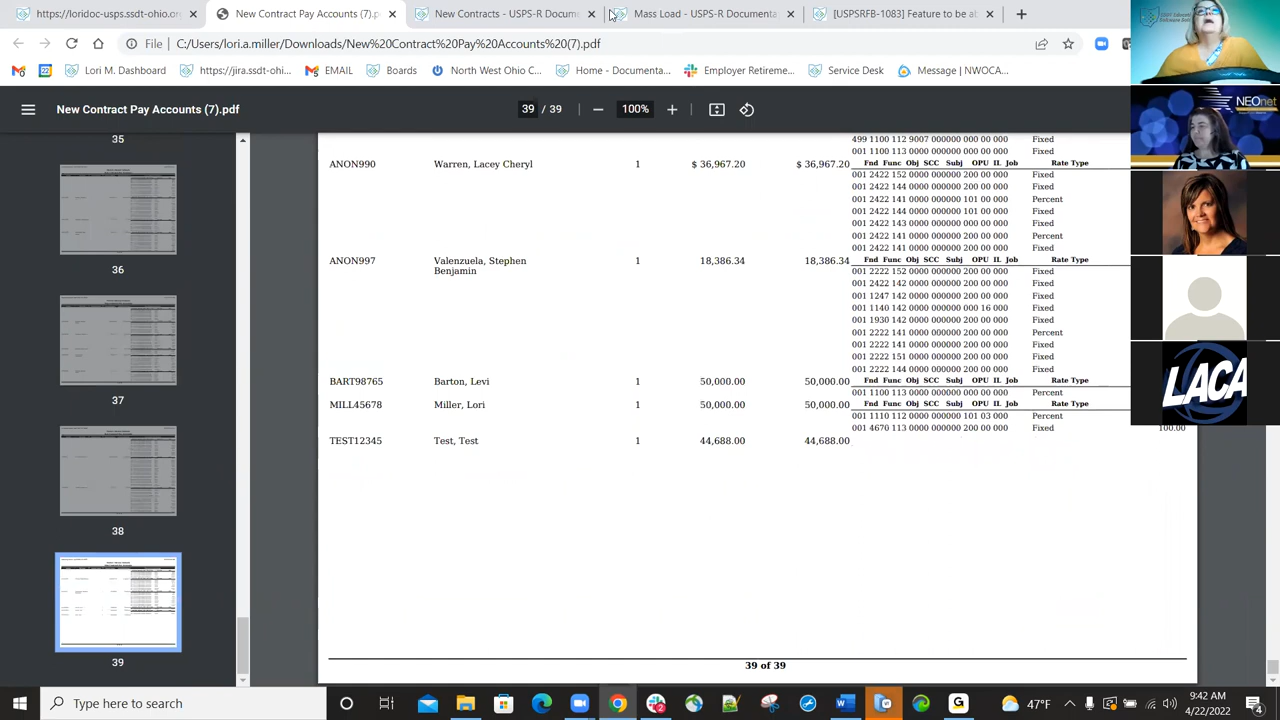 https://loridoc-usps.ssdt-ohio.or
New Contract Pay Accounts (7).p
New
USPS-R Docume
Mass Load - USPS
umenta
USPSRFB-1088
to be ab
File
C:/Users/lori.a.miller/Downloads/New%20Contract%20Pay%20Accounts%20(7).pdf
Lori M. Dashboard
https://jira.ssdt-ohi...
EMAIL
Boards
North West Ohio
Home - Documenta...
Employer Retireme...
Service Desk
Messago
NWOCA...
New Contract Pay Accounts (7).pdf
39 / 39
100%
35
36
37
38
39
499 1100 112 9007 000000 000 00 000 Fixed
001 1100 113 0000 000000 000 00 000 Fixed
ANON990 Warren, Lacey Cheryl 1 $ 36,967.20 $ 36,967.20 Fnd Func Obj SCC Subj OPU IL Job Rate Type
001 2422 152 0000 000000 200 00 000 Fixed
001 2422 144 0000 000000 200 00 000 Fixed
001 2422 141 0000 000000 101 00 000 Percent
001 2422 144 0000 000000 101 00 000 Fixed
001 2422 143 0000 000000 000 00 000 Fixed
001 2422 141 0000 000000 200 00 000 Percent
001 2422 141 0000 000000 200 00 000 Fixed
ANON997 Valenzuela, Stephen 1 18,386.34 18,386.34 Fnd Func Obj SCC Subj OPU IL Job Rate Type
Benjamin
001 2222 152 0000 000000 200 00 000 Fixed
001 2422 142 0000 000000 200 00 000 Fixed
001 1247 142 0000 000000 200 00 000 Fixed
001 1140 142 0000 000000 000 16 000 Fixed
001 1930 142 0000 000000 200 00 000 Fixed
001 2222 141 0000 000000 200 00 000 Percent
001 2422 141 0000 000000 200 00 000 Fixed
001 2222 151 0000 000000 200 00 000 Fixed
001 2222 144 0000 000000 200 00 000 Fixed
BART98765 Barton, Levi 1 50,000.00 50,000.00 Fnd Func Obj SCC Subj OPU IL Job Rate Type
001 1100 113 0000 000000 000 00 000 Percent
MILL45678 Miller, Lori 1 50,000.00 50,000.00 Fnd Func Obj SCC Subj OPU IL Job Rate Type
001 1110 112 0000 000000 101 03 000 Percent
001 4670 113 0000 000000 200 00 000 Fixed 100.00
TEST12345 Test, Test 1 44,688.00 44,688.00
39 of 39
NEOnet
LACA
Type here to search
47°F
9:42 AM
4/22/2022
4